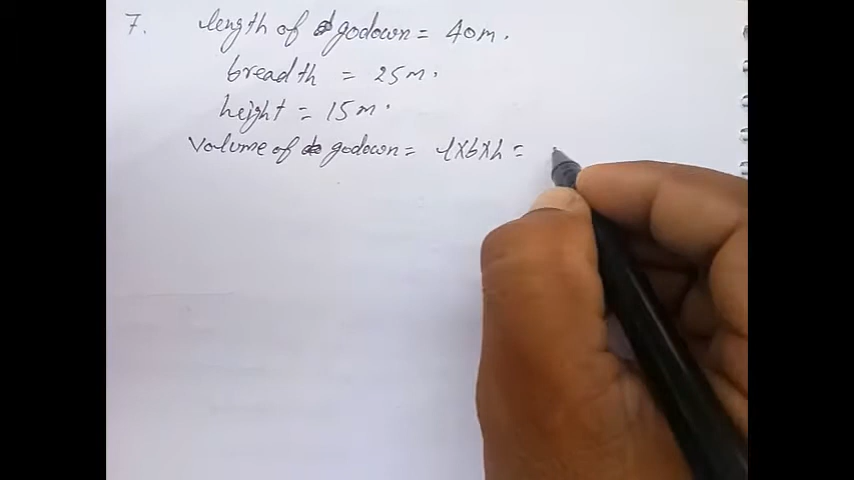 7. length of godown = 40m.
breadth = 25m.
height = 15m.
Volume of godown = l×b×h =